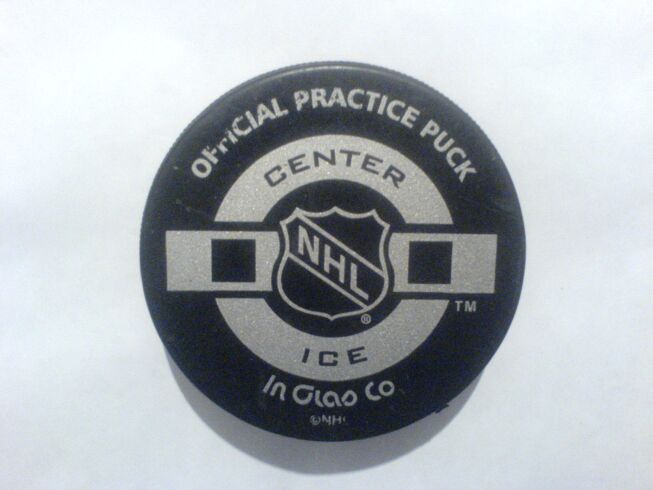 OFFICIAL PRACTICE PUCK
CENTER
NHL
®
TM
ICE
In Glas Co
©NHL